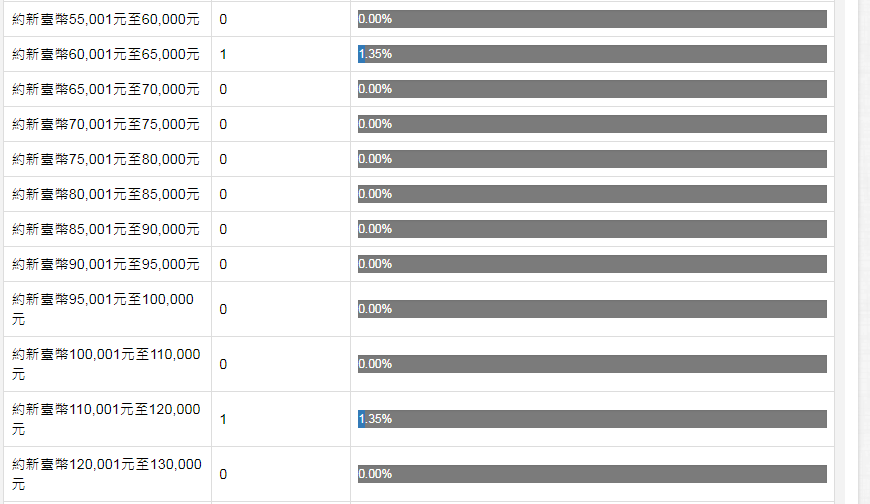 約新臺幣55,001元至60,000元 0 0.00%
約新臺幣60,001元至65,000元 1 1.35%
約新臺幣65,001元至70,000元 0 0.00%
約新臺幣70,001元至75,000元 0 0.00%
約新臺幣75,001元至80,000元 0 0.00%
約新臺幣80,001元至85,000元 0 0.00%
約新臺幣85,001元至90,000元 0 0.00%
約新臺幣90,001元至95,000元 0 0.00%
約新臺幣95,001元至100,000
元
0 0.00%
約新臺幣100,001元至110,000
元
0 0.00%
約新臺幣110,001元至120,000
元
1 1.35%
約新臺幣120,001元至130,000
元
0 0.00%